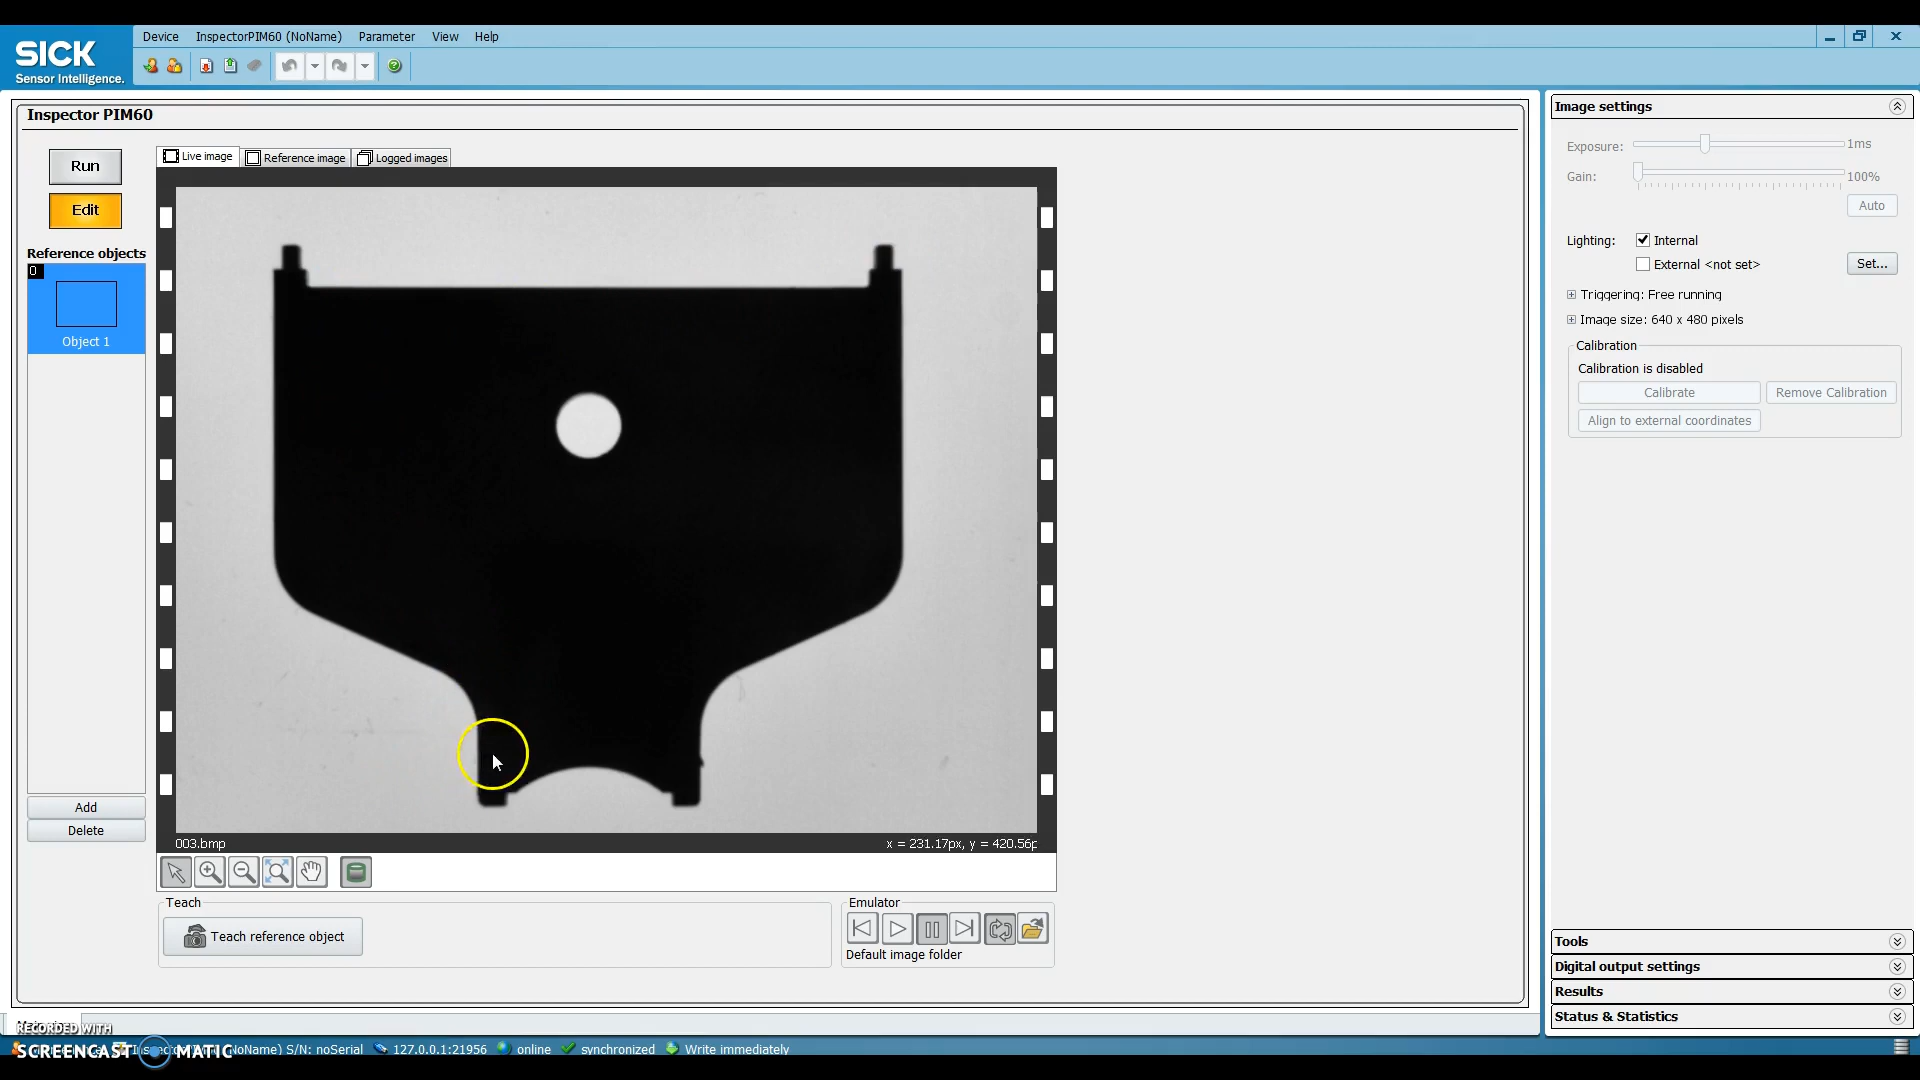 SICK
Sensor Intelligence.
Device InspectorPIM60 (NoName) Parameter View Help
Inspector PIM60
Run
Edit
Reference objects
0
Object 1
Add
Delete
Live image Reference image Logged images
003.bmp x = 231.17px, y = 420.56p
Teach
Teach reference object
Emulator
Default image folder
Image settings
Exposure: 1ms
Gain: 100%
Auto
Lighting: Internal
External <not set> Set...
Triggering: Free running
Image size: 640 x 480 pixels
Calibration
Calibration is disabled
Calibrate Remove Calibration
Align to external coordinates
Tools
Digital output settings
Results
Status & Statistics
RECORDED WITH
SCREENCAST MATIC
(NoName) S/N: noSerial 127.0.0.1:21956 online synchronized Write immediately